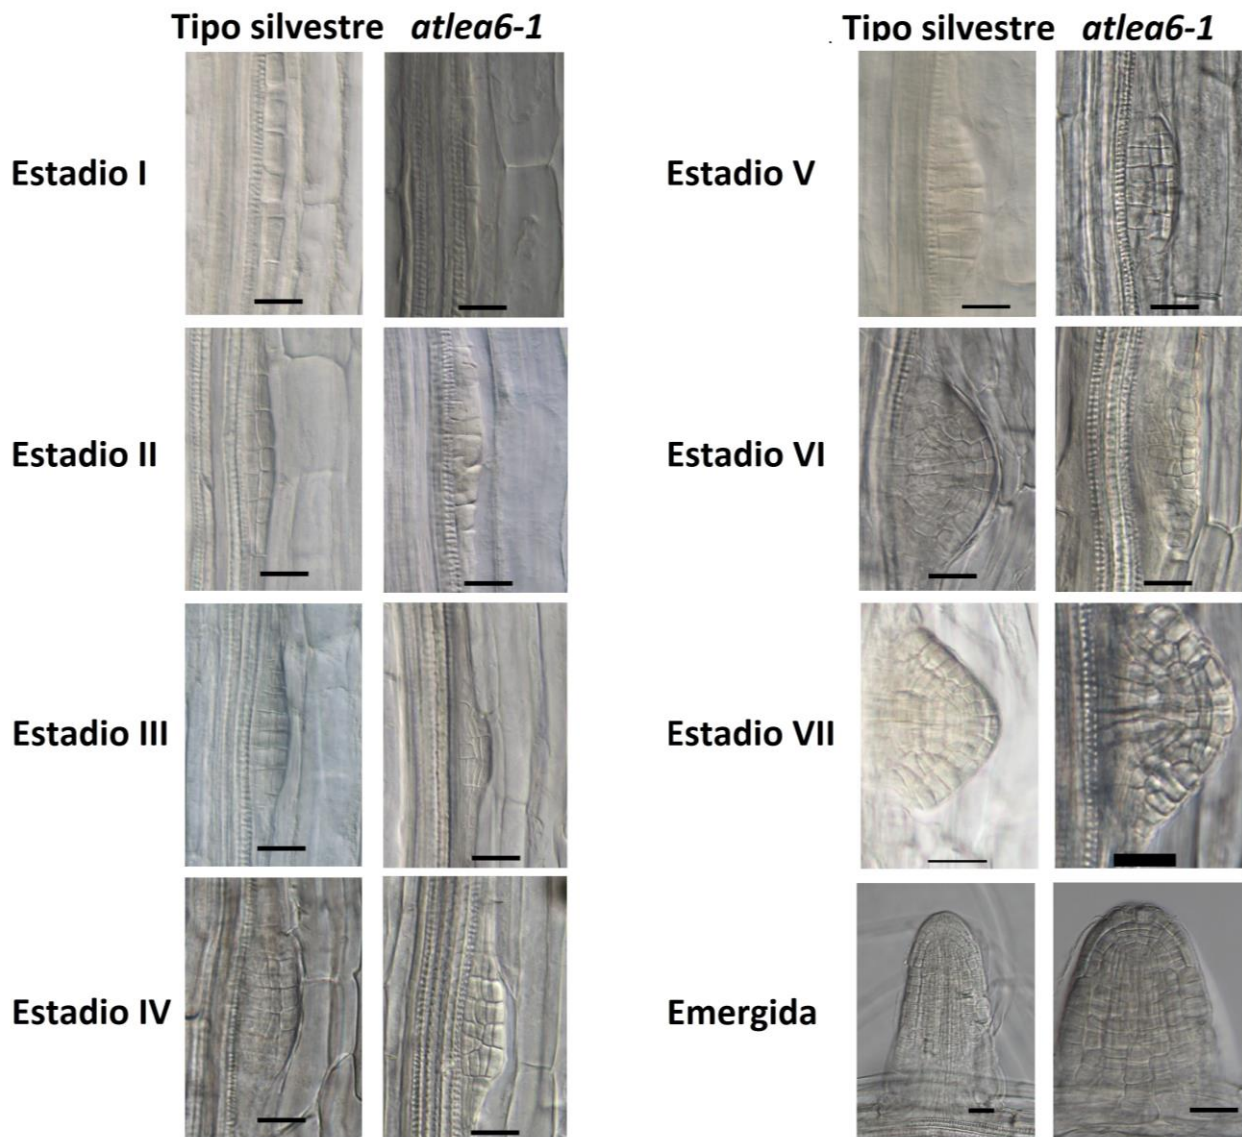 Tipo silvestre atlea6-1
Estadio I
Estadio II
Estadio III
Estadio IV
Tipo silvestre atlea6-1
Estadio V
Estadio VI
Estadio VII
Emergida